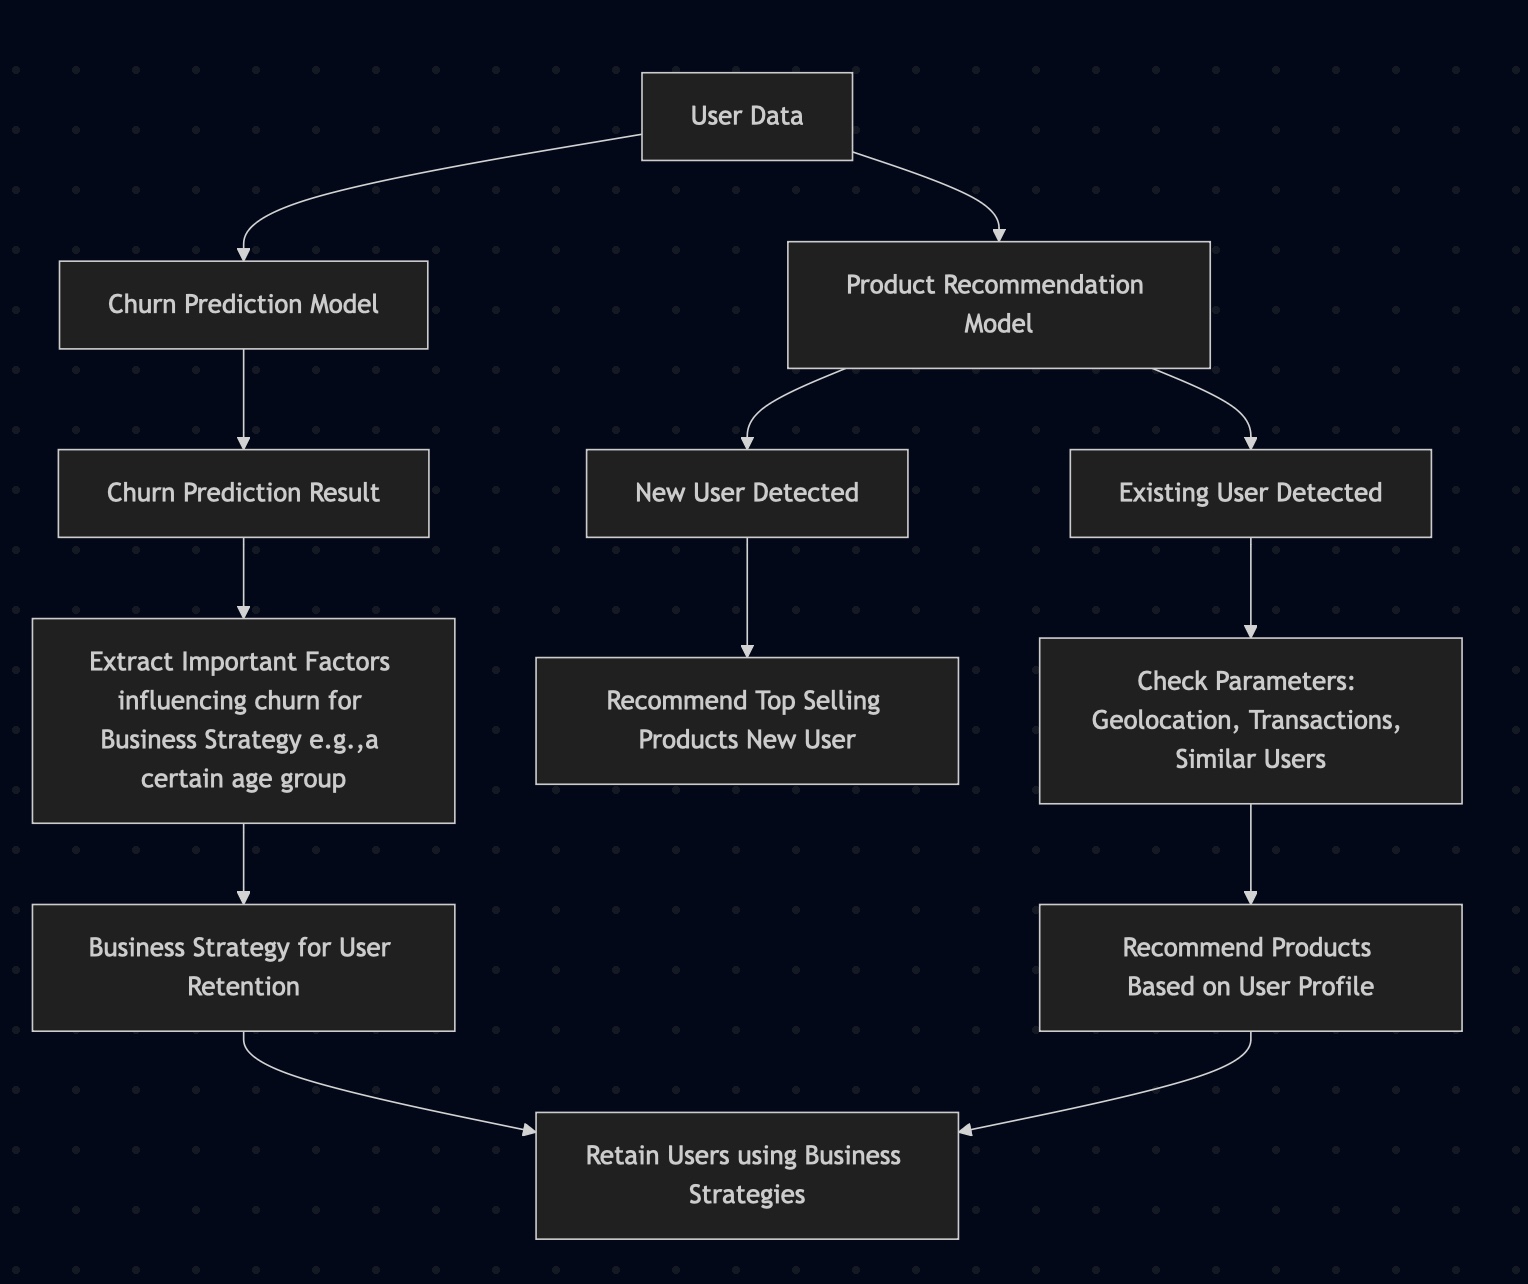 User Data
Churn Prediction Model
Product Recommendation
Model
Churn Prediction Result
New User Detected
Existing User Detected
Extract Important Factors
influencing churn for
Business Strategy e.g.,a
certain age group
Recommend Top Selling
Products New User
Check Parameters:
Geolocation, Transactions,
Similar Users
Business Strategy for User
Retention
Recommend Products
Based on User Profile
Retain Users using Business
Strategies